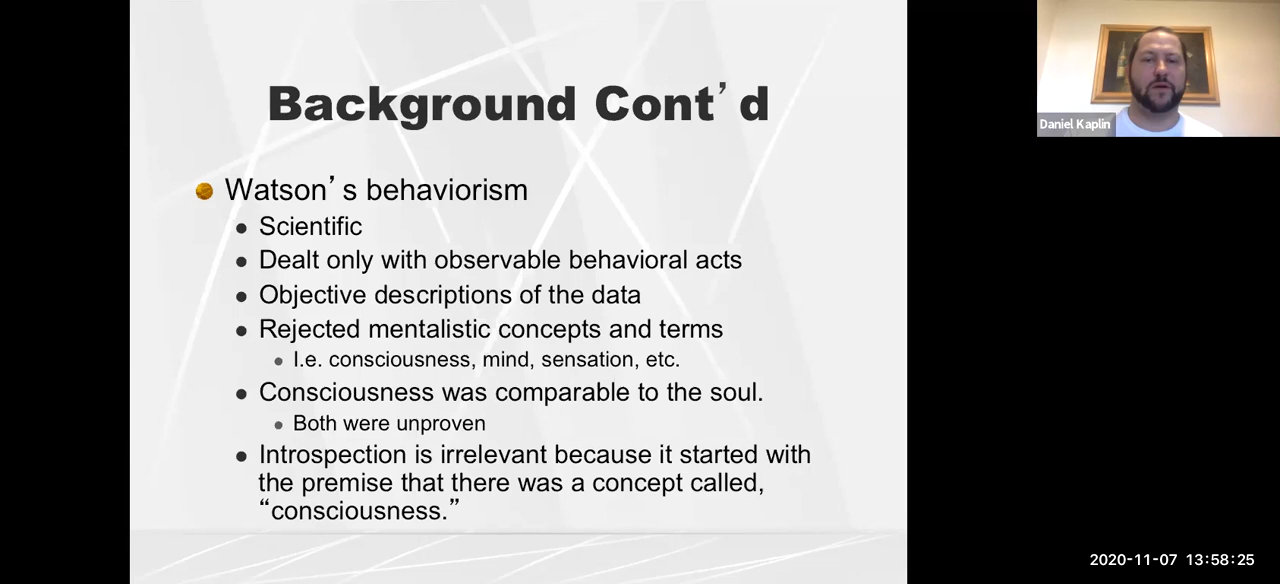 Background Cont’d
Watson’s behaviorism
Scientific
Dealt only with observable behavioral acts
Objective descriptions of the data
Rejected mentalistic concepts and terms
I.e. consciousness, mind, sensation, etc.
Consciousness was comparable to the soul.
Both were unproven
Introspection is irrelevant because it started with
the premise that there was a concept called,
“consciousness.”
Daniel Kaplin
2020-11-07 13:58:25